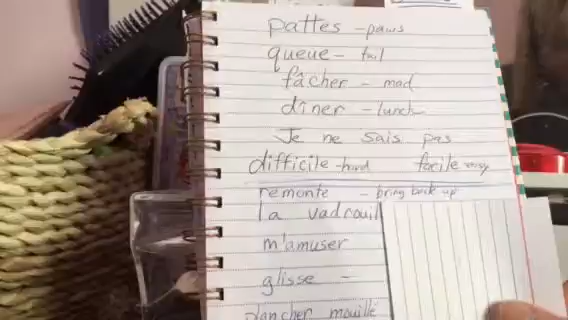 pattes - paws
queue - tail
fâcher - mad
dîner - lunch
Je ne sais pas
difficile - hard facile easy
remonte - bring back up
la vadrouill
m'amuser
glisse -
plancher mouillé